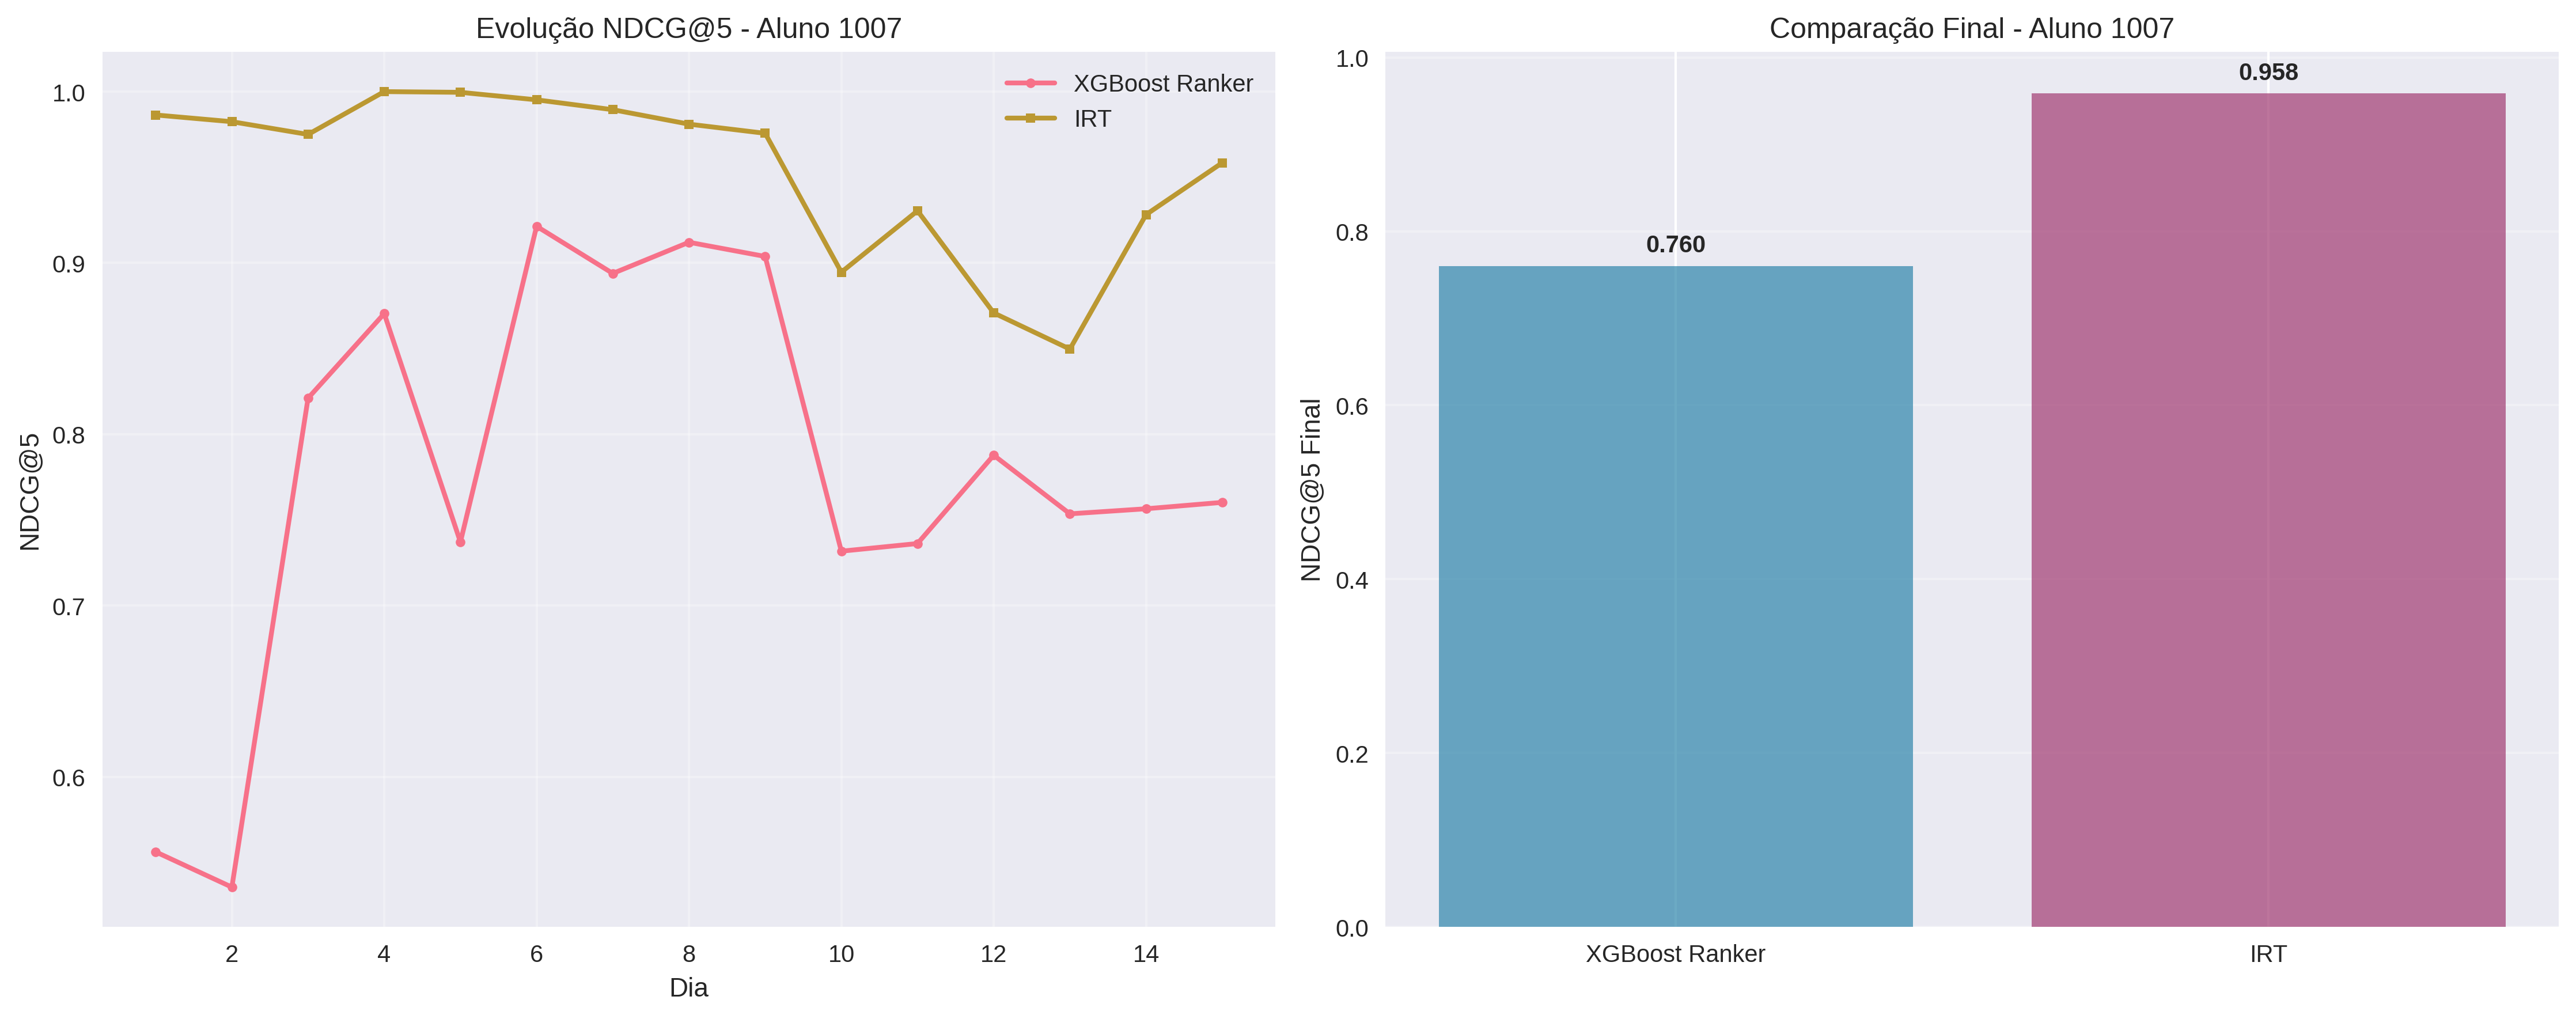 Evolução NDCG@5 - Aluno 1007
XGBoost Ranker
IRT
1.0
0.9
0.8
0.7
0.6
NDCG@5
2
4
6
8
10
12
14
Dia
Comparação Final - Aluno 1007
1.0
0.8
0.6
0.4
0.2
0.0
NDCG@5 Final
0.760
0.958
XGBoost Ranker
IRT